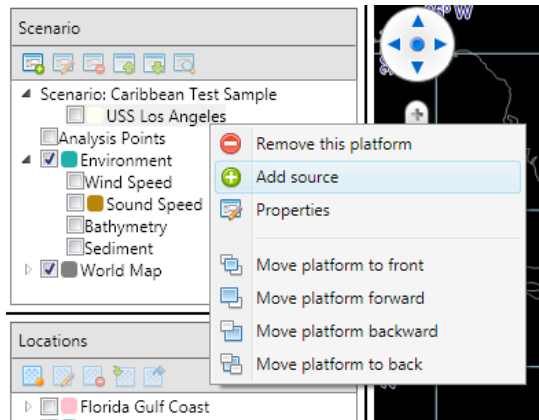 Scenario
Scenario: Caribbean Test Sample
USS Los Angeles
Analysis Points
Environment
Wind Speed
Sound Speed
Bathymetry
Sediment
World Map
Remove this platform
Add source
Properties
Move platform to front
Move platform forward
Move platform backward
Move platform to back
Locations
Florida Gulf Coast